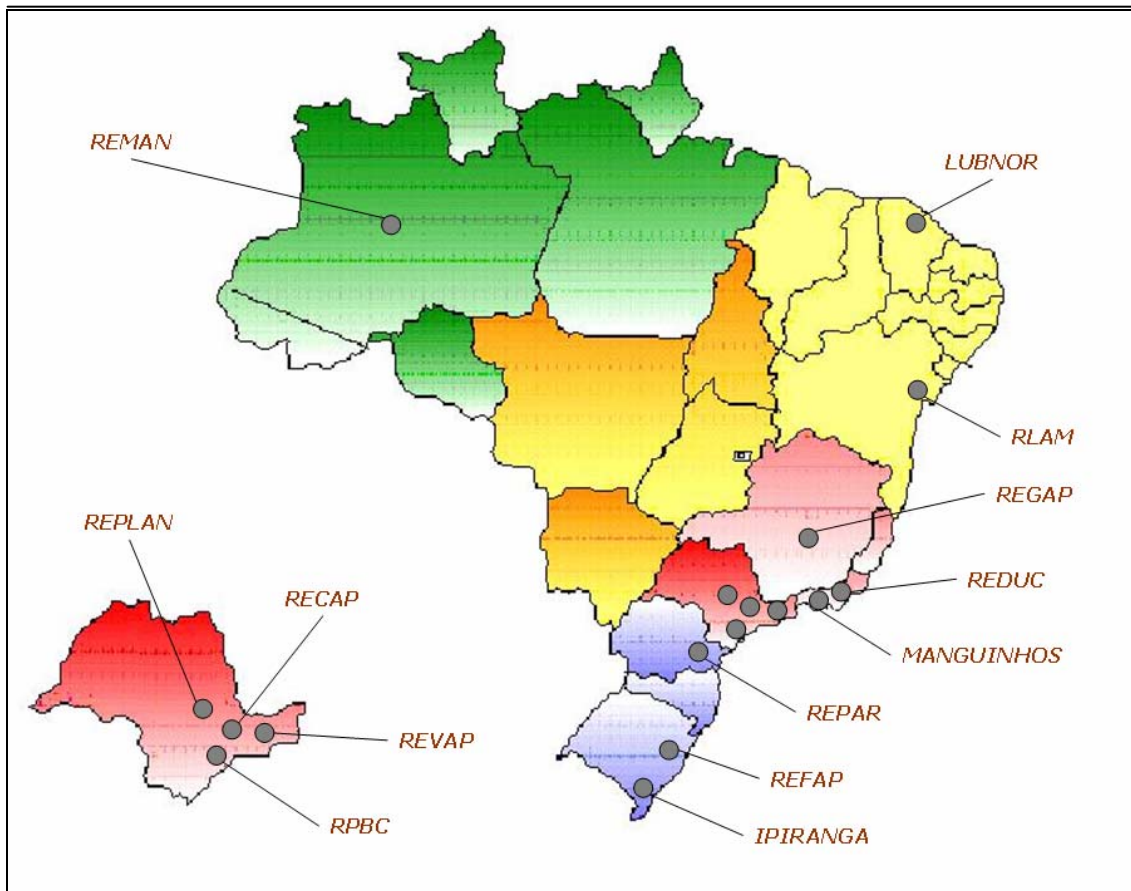 REMAN
LUBNOR
RLAM
REGAP
REPLAN
RECAP
REDUC
MANGUINHOS
REPAR
REVAP
REFAP
RPBC
IPIRANGA